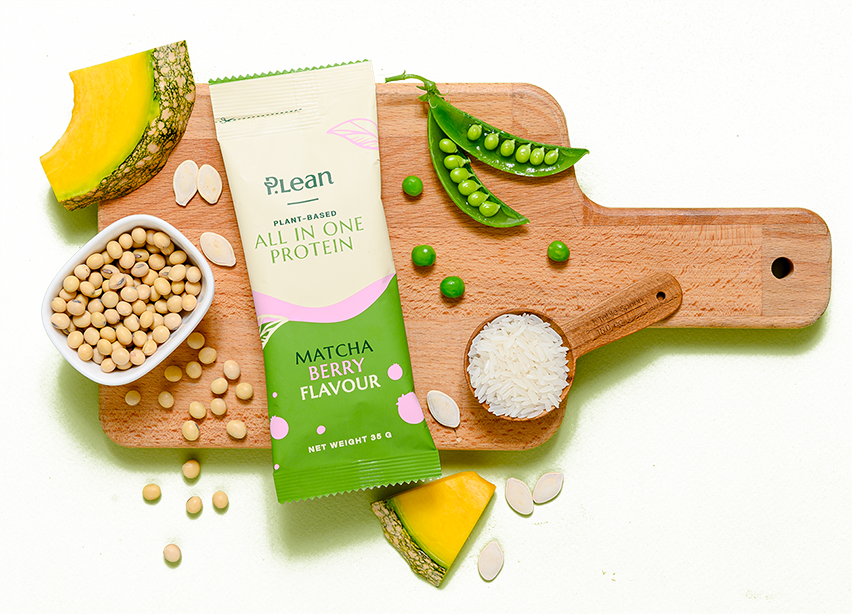 P.Lean
PLANT-BASED
ALL IN ONE
PROTEIN
MATCHA
BERRY
FLAVOUR
NET WEIGHT 35 G